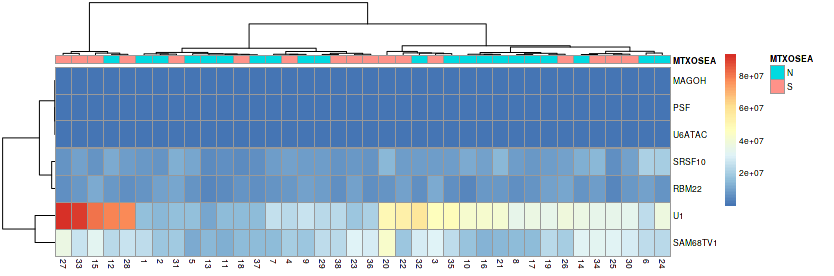 MTXOSEA
MAGOH
PSF
U6ATAC
SRSF10
RBM22
U1
SAM68TV1
27 33 15 12 28 1 2 31 5 13 11 18 37 7 4 9 29 38 23 36 20 22 32 3 35 10 16 21 8 17 19 26 14 34 25 30 6 24
8e+07
6e+07
4e+07
2e+07
MTXOSEA
N
S